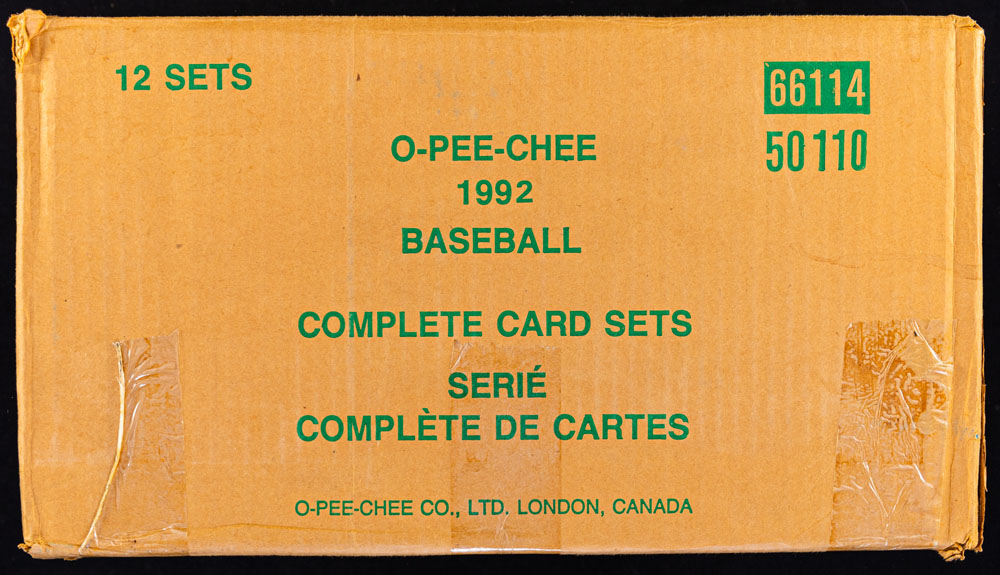 12 SETS
66114
50110
O-PEE-CHEE
1992
BASEBALL
COMPLETE CARD SETS
SERIÉ
COMPLÈTE DE CARTES
O-PEE-CHEE CO., LTD. LONDON, CANADA